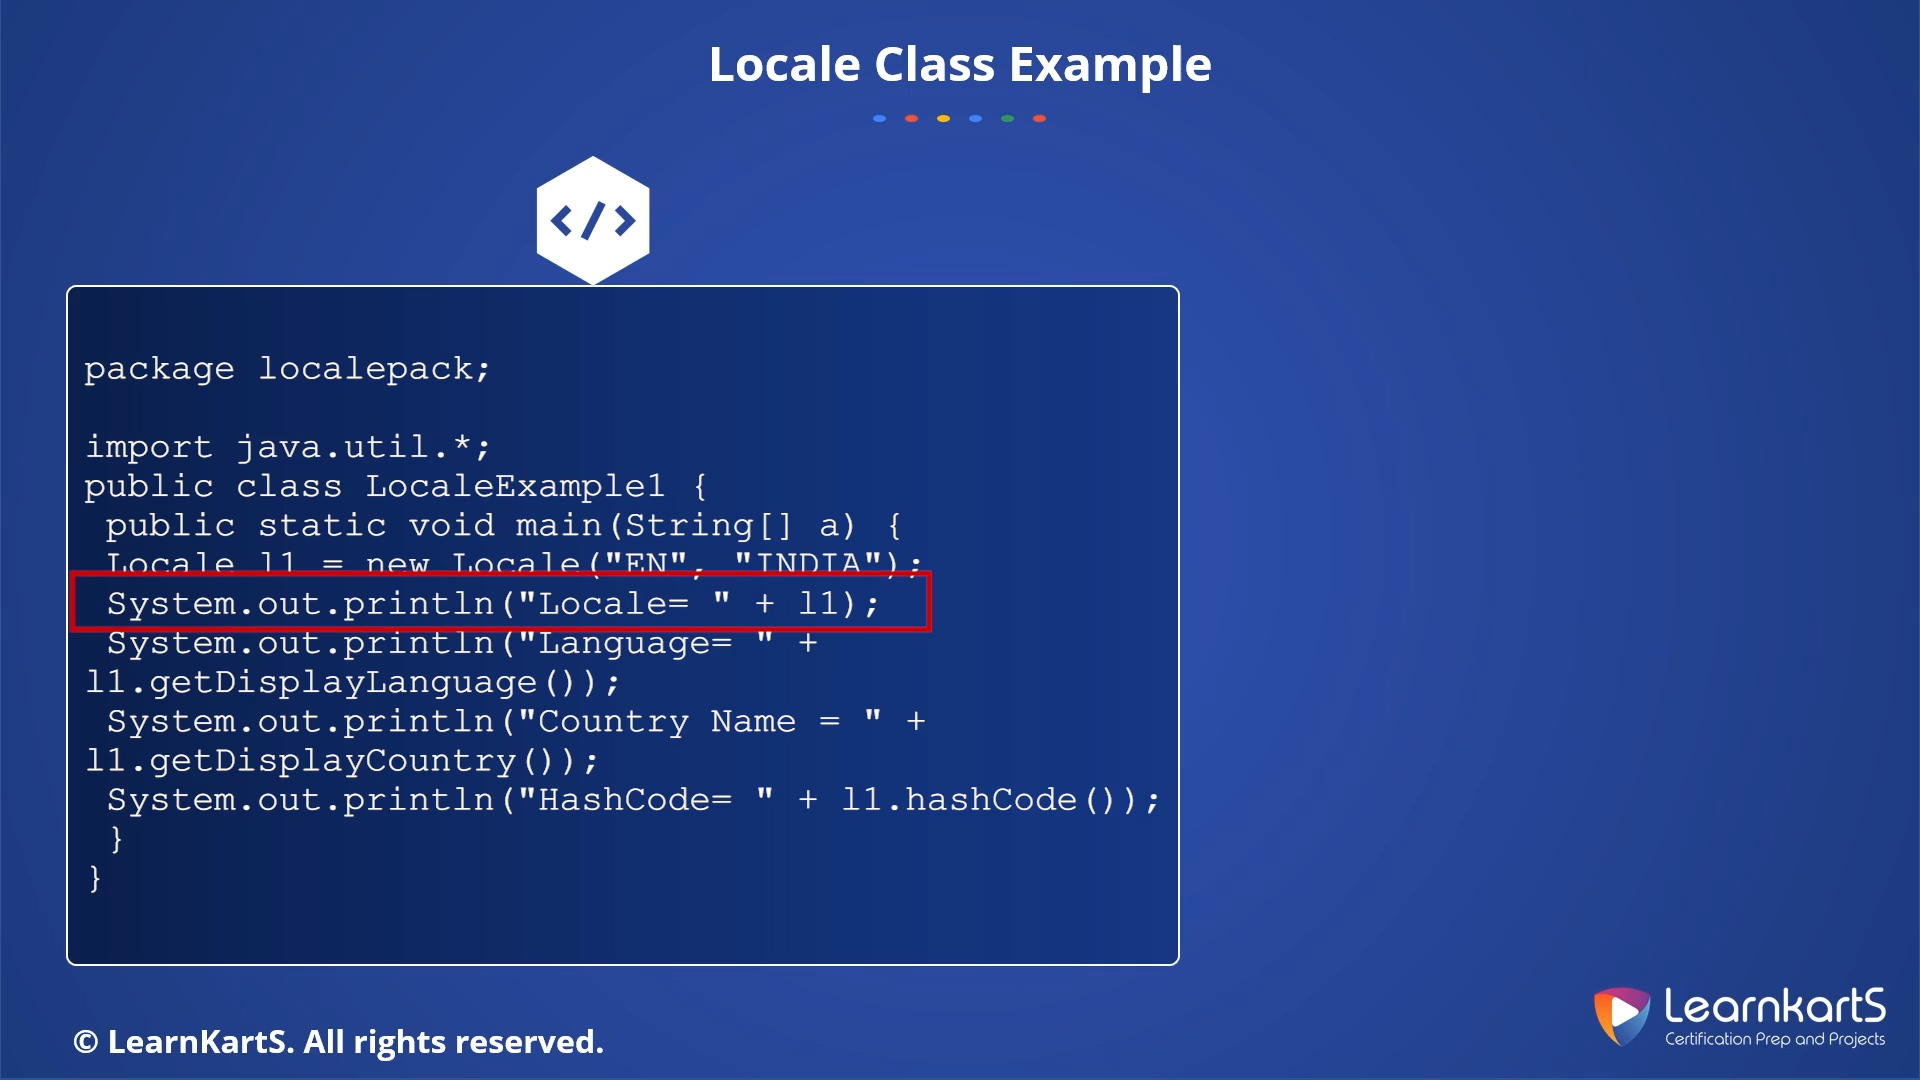 Locale Class Example
</>
package localepack;
import java.util.*;
public class LocaleExample1 {
public static void main(String[] a) {
Locale l1 = new Locale("EN", "INDIA");
System.out.println("Locale= " + l1);
System.out.println("Language= " +
l1.getDisplayLanguage());
System.out.println("Country Name = " +
l1.getDisplayCountry());
System.out.println("HashCode= " + l1.hashCode());
}
}
LearnkartS
Certification Prep and Projects
© LearnKartS. All rights reserved.